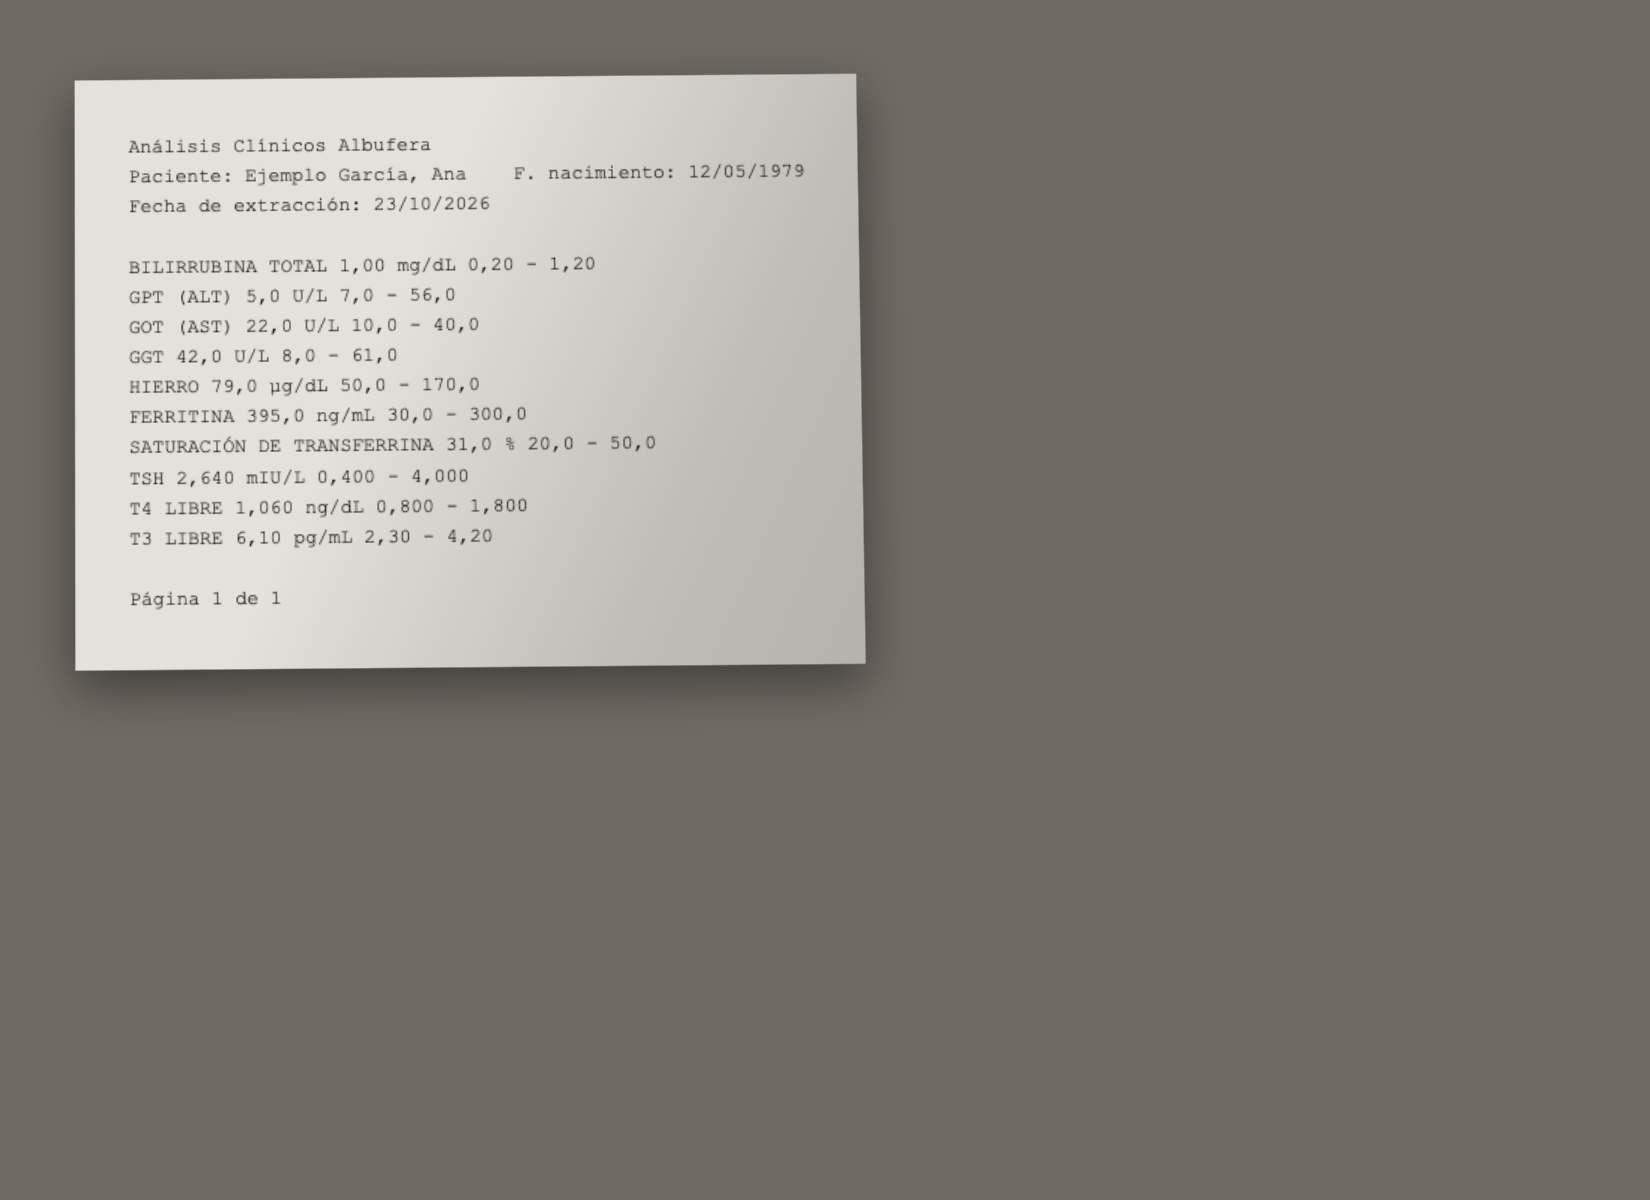 Análisis Clínicos Albufera
Paciente: Ejemplo García, Ana    F. nacimiento: 12/05/1979
Fecha de extracción: 23/10/2026
BILIRRUBINA TOTAL 1,00 mg/dL 0,20 - 1,20
GPT (ALT) 5,0 U/L 7,0 - 56,0
GOT (AST) 22,0 U/L 10,0 - 40,0
GGT 42,0 U/L 8,0 - 61,0
HIERRO 79,0 µg/dL 50,0 - 170,0
FERRITINA 395,0 ng/mL 30,0 - 300,0
SATURACIÓN DE TRANSFERRINA 31,0 % 20,0 - 50,0
TSH 2,640 mIU/L 0,400 - 4,000
T4 LIBRE 1,060 ng/dL 0,800 - 1,800
T3 LIBRE 6,10 pg/mL 2,30 - 4,20
Página 1 de 1